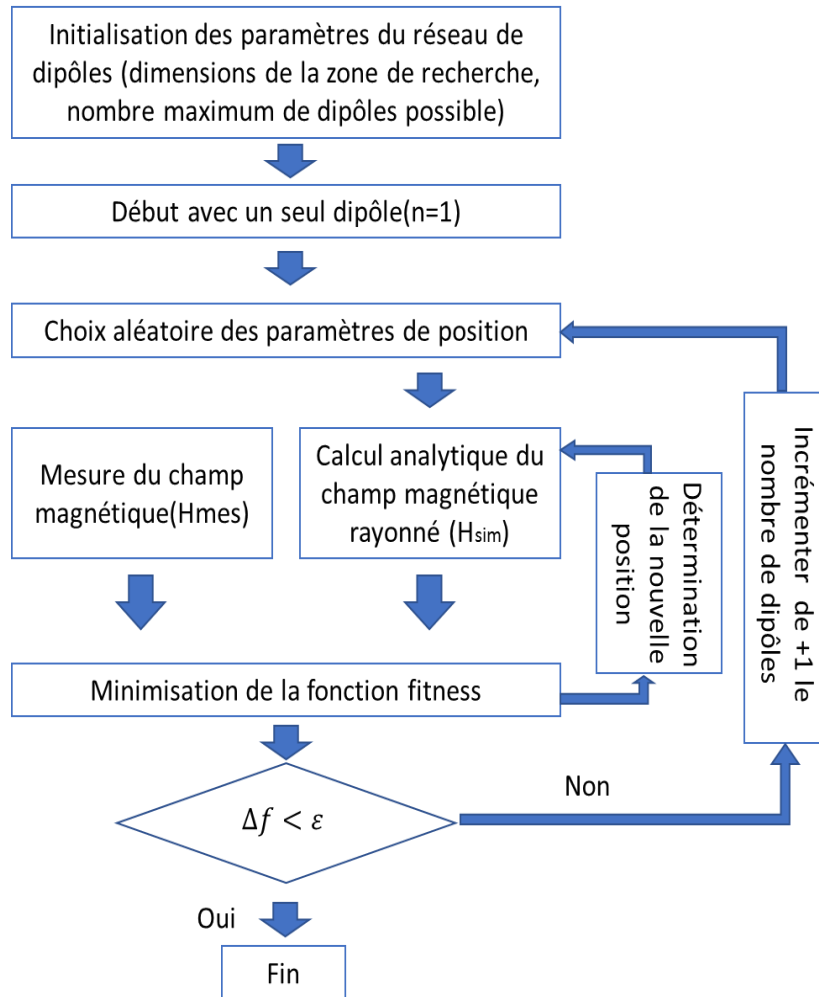 Initialisation des paramètres du réseau de
dipôles (dimensions de la zone de recherche,
nombre maximum de dipôles possible)
Début avec un seul dipôle(n=1)
Choix aléatoire des paramètres de position
Mesure du champ
magnétique(Hmes)
Calcul analytique du
champ magnétique
rayonné (Hsim)
Détermination
de la nouvelle
position
Incrémenter de +1 le
nombre de dipôles
Minimisation de la fonction fitness
Δf < ε
Non
Oui
Fin